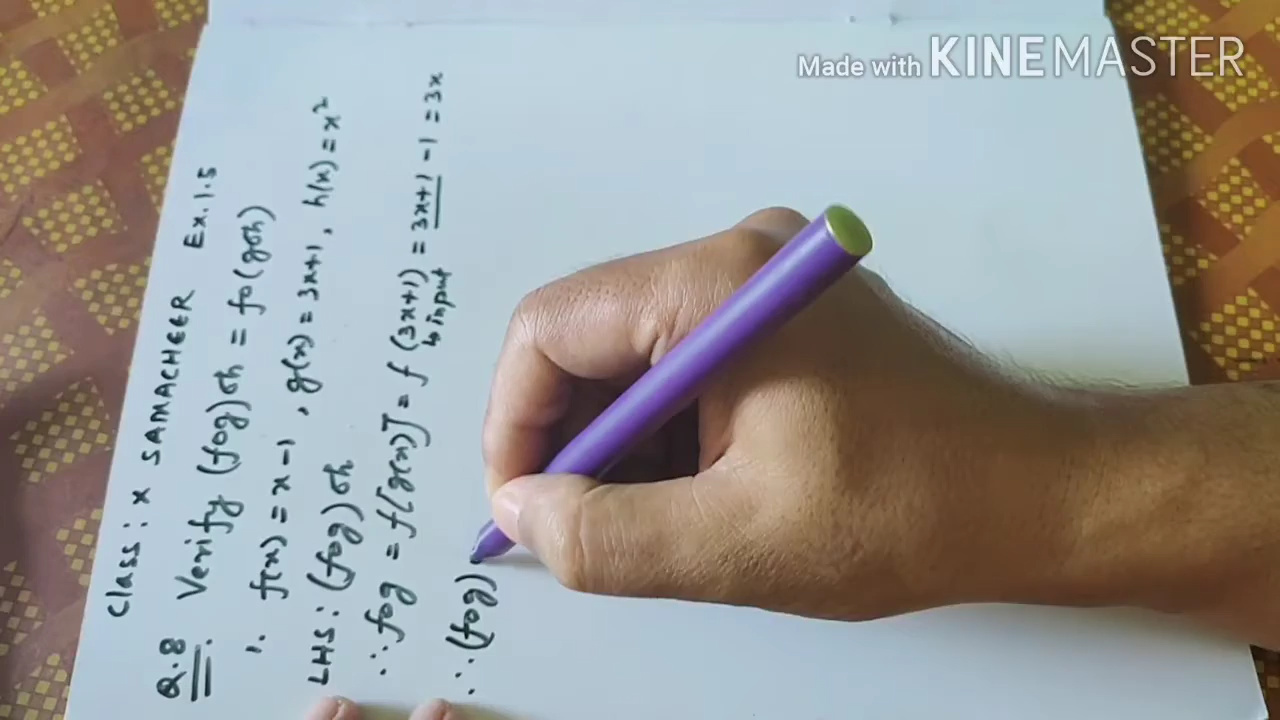 Made with KINEMASTER
Class : X SAMACHEER Ex.1.5
Q.8. Verify (fog)oh = fo(goh)
1. f(x) = x-1, g(x) = 3x+1, h(x) = x²
LHS : (fog)oh
∴ fog = f[g(x)] = f(3x+1) = 3x+1 -1 = 3x
↳ input
∴ (fog)